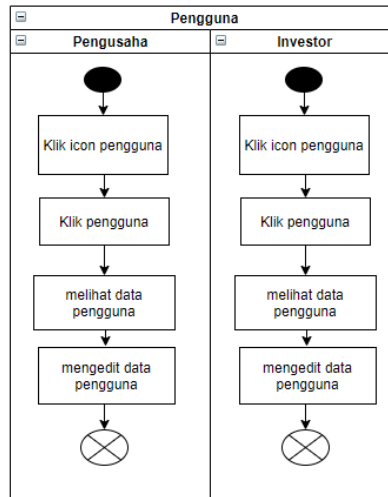 Pengguna
Pengusaha
Investor
Klik icon pengguna
Klik icon pengguna
Klik pengguna
Klik pengguna
melihat data
pengguna
melihat data
pengguna
mengedit data
pengguna
mengedit data
pengguna